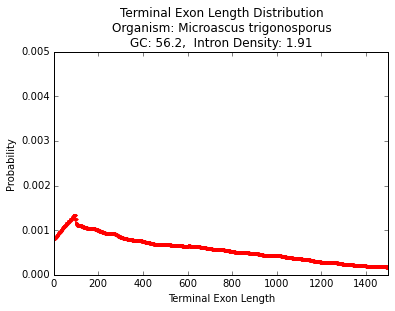 Terminal Exon Length Distribution
Organism: Microascus trigonosporus
GC: 56.2,  Intron Density: 1.91
0.005
0.004
0.003
0.002
0.001
0.000
Probability
0 200 400 600 800 1000 1200 1400
Terminal Exon Length